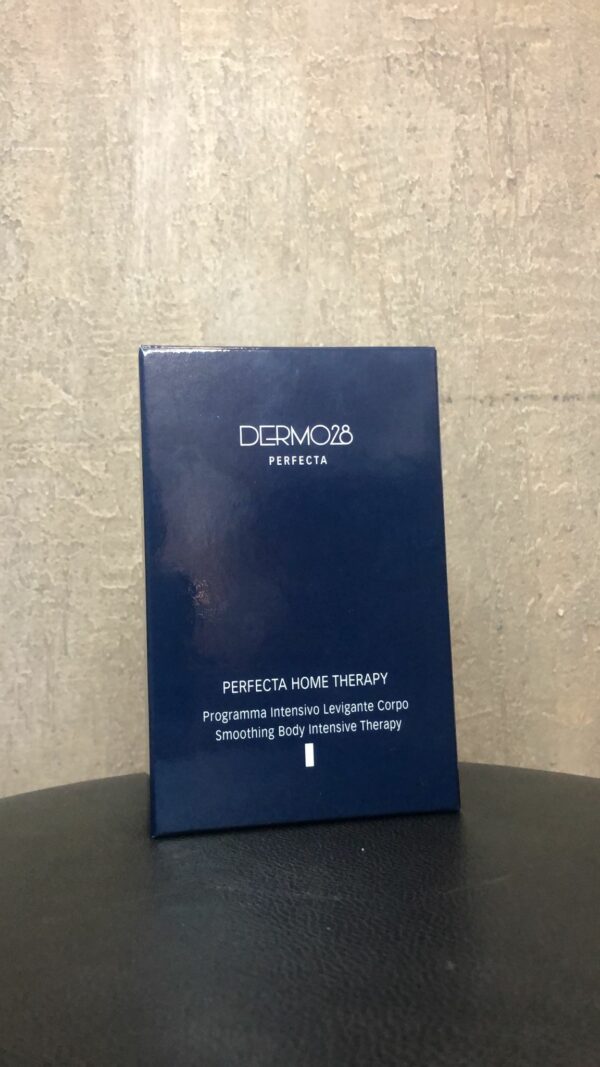 DERMO28
PERFECTA
PERFECTA HOME THERAPY
Programma Intensivo Levigante Corpo
Smoothing Body Intensive Therapy